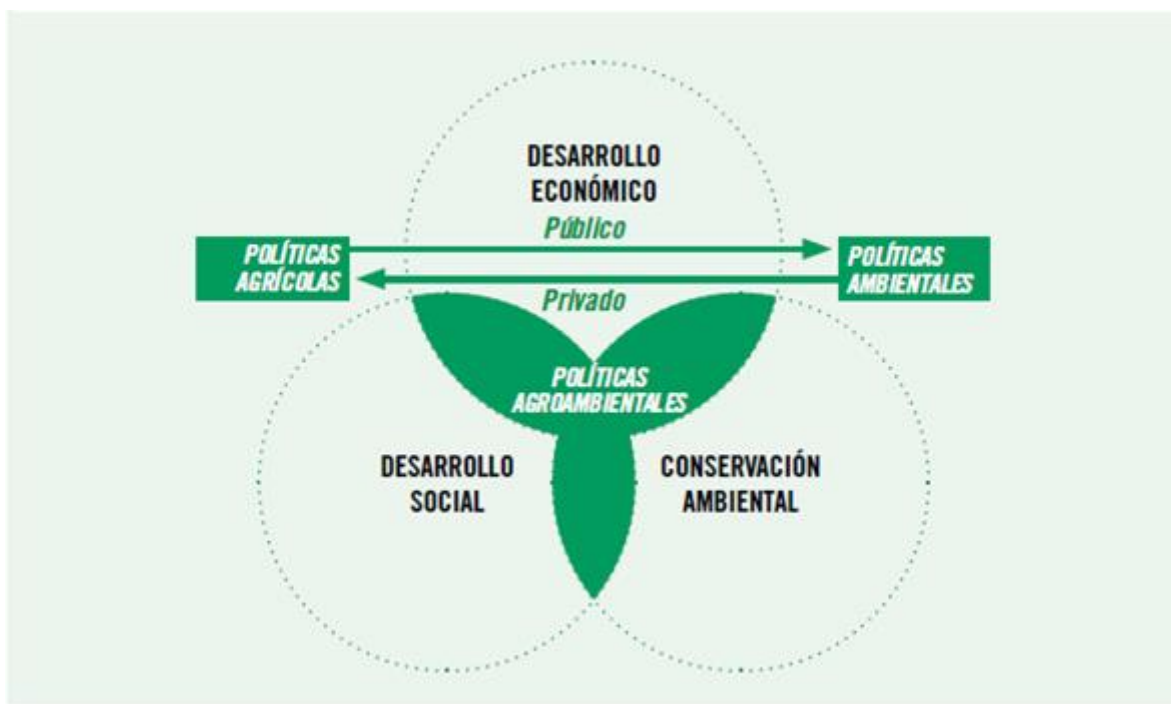 DESARROLLO
ECONÓMICO
Público
POLÍTICAS
AGRÍCOLAS
POLÍTICAS
AMBIENTALES
Privado
POLÍTICAS
AGROAMBIENTALES
DESARROLLO
SOCIAL
CONSERVACIÓN
AMBIENTAL